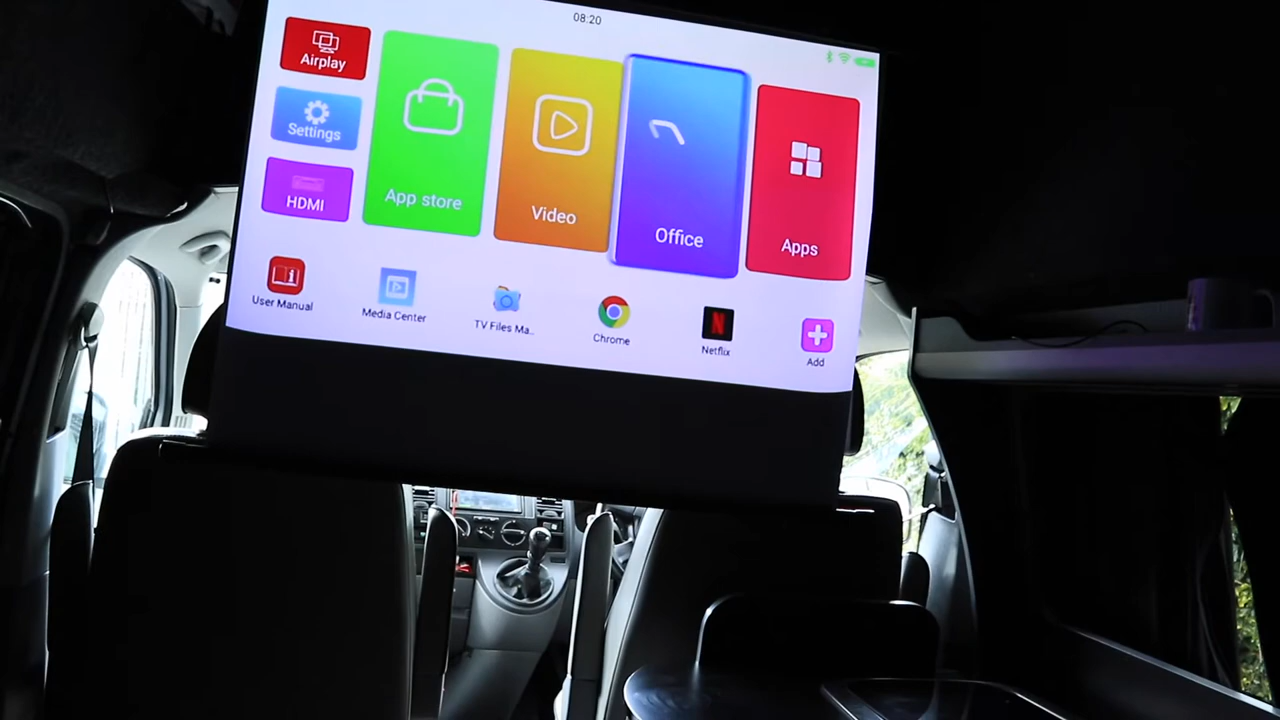 08:20
Airplay
Settings
HDMI
App store
Video
Office
Apps
User Manual
Media Center
TV Files Ma..
Chrome
N
Netflix
Add